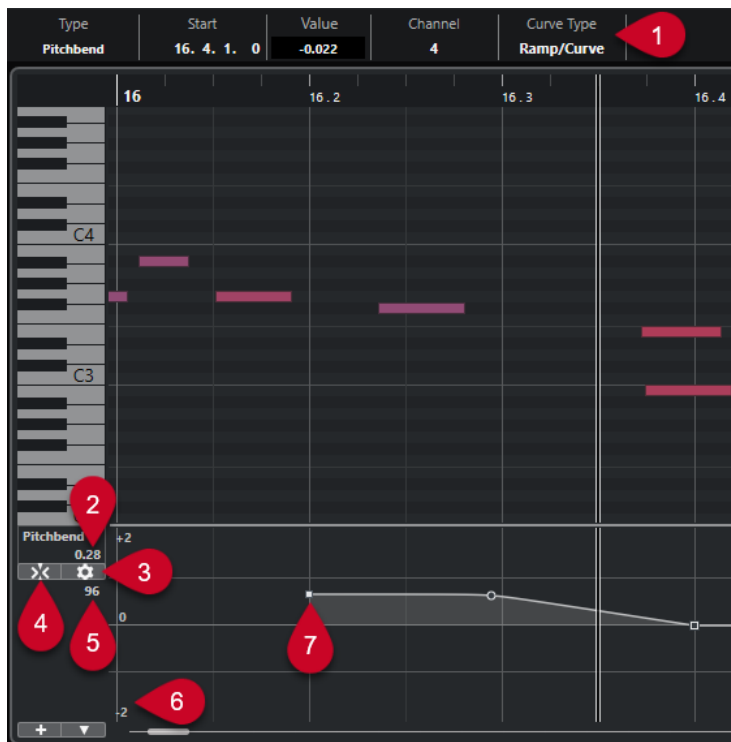 Type Start Value Channel Curve Type
Pitchbend 16. 4. 1. 0 -0.022 4 Ramp/Curve
1
16 16.2 16.3 16.4
C4
C3
2
Pitchbend +2
0.28
3
96
4 5 0 7
6
-2